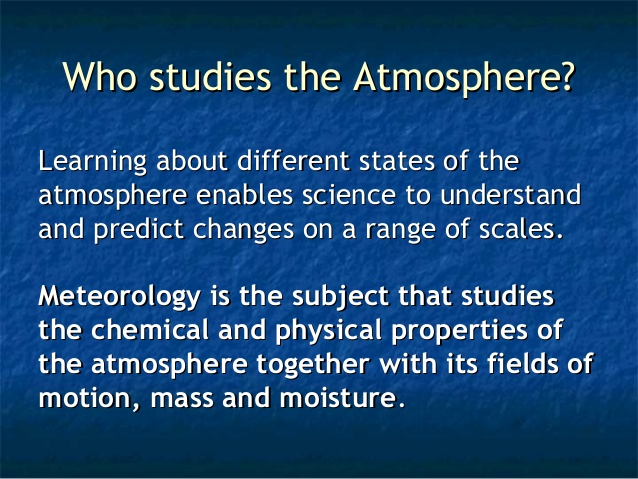 Who studies the Atmosphere?
Learning about different states of the
atmosphere enables science to understand
and predict changes on a range of scales.
Meteorology is the subject that studies
the chemical and physical properties of
the atmosphere together with its fields of
motion, mass and moisture.